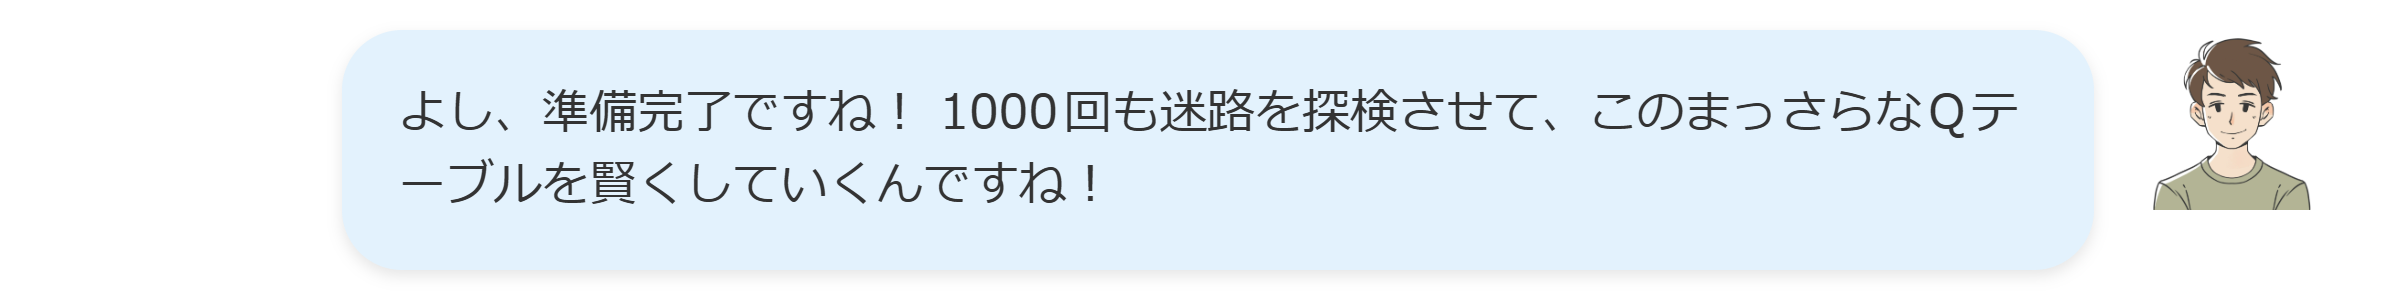 よし、準備完了ですね！ 1000回も迷路を探検させて、このまっさらなQテ
ーブルを賢くしていくんですね！